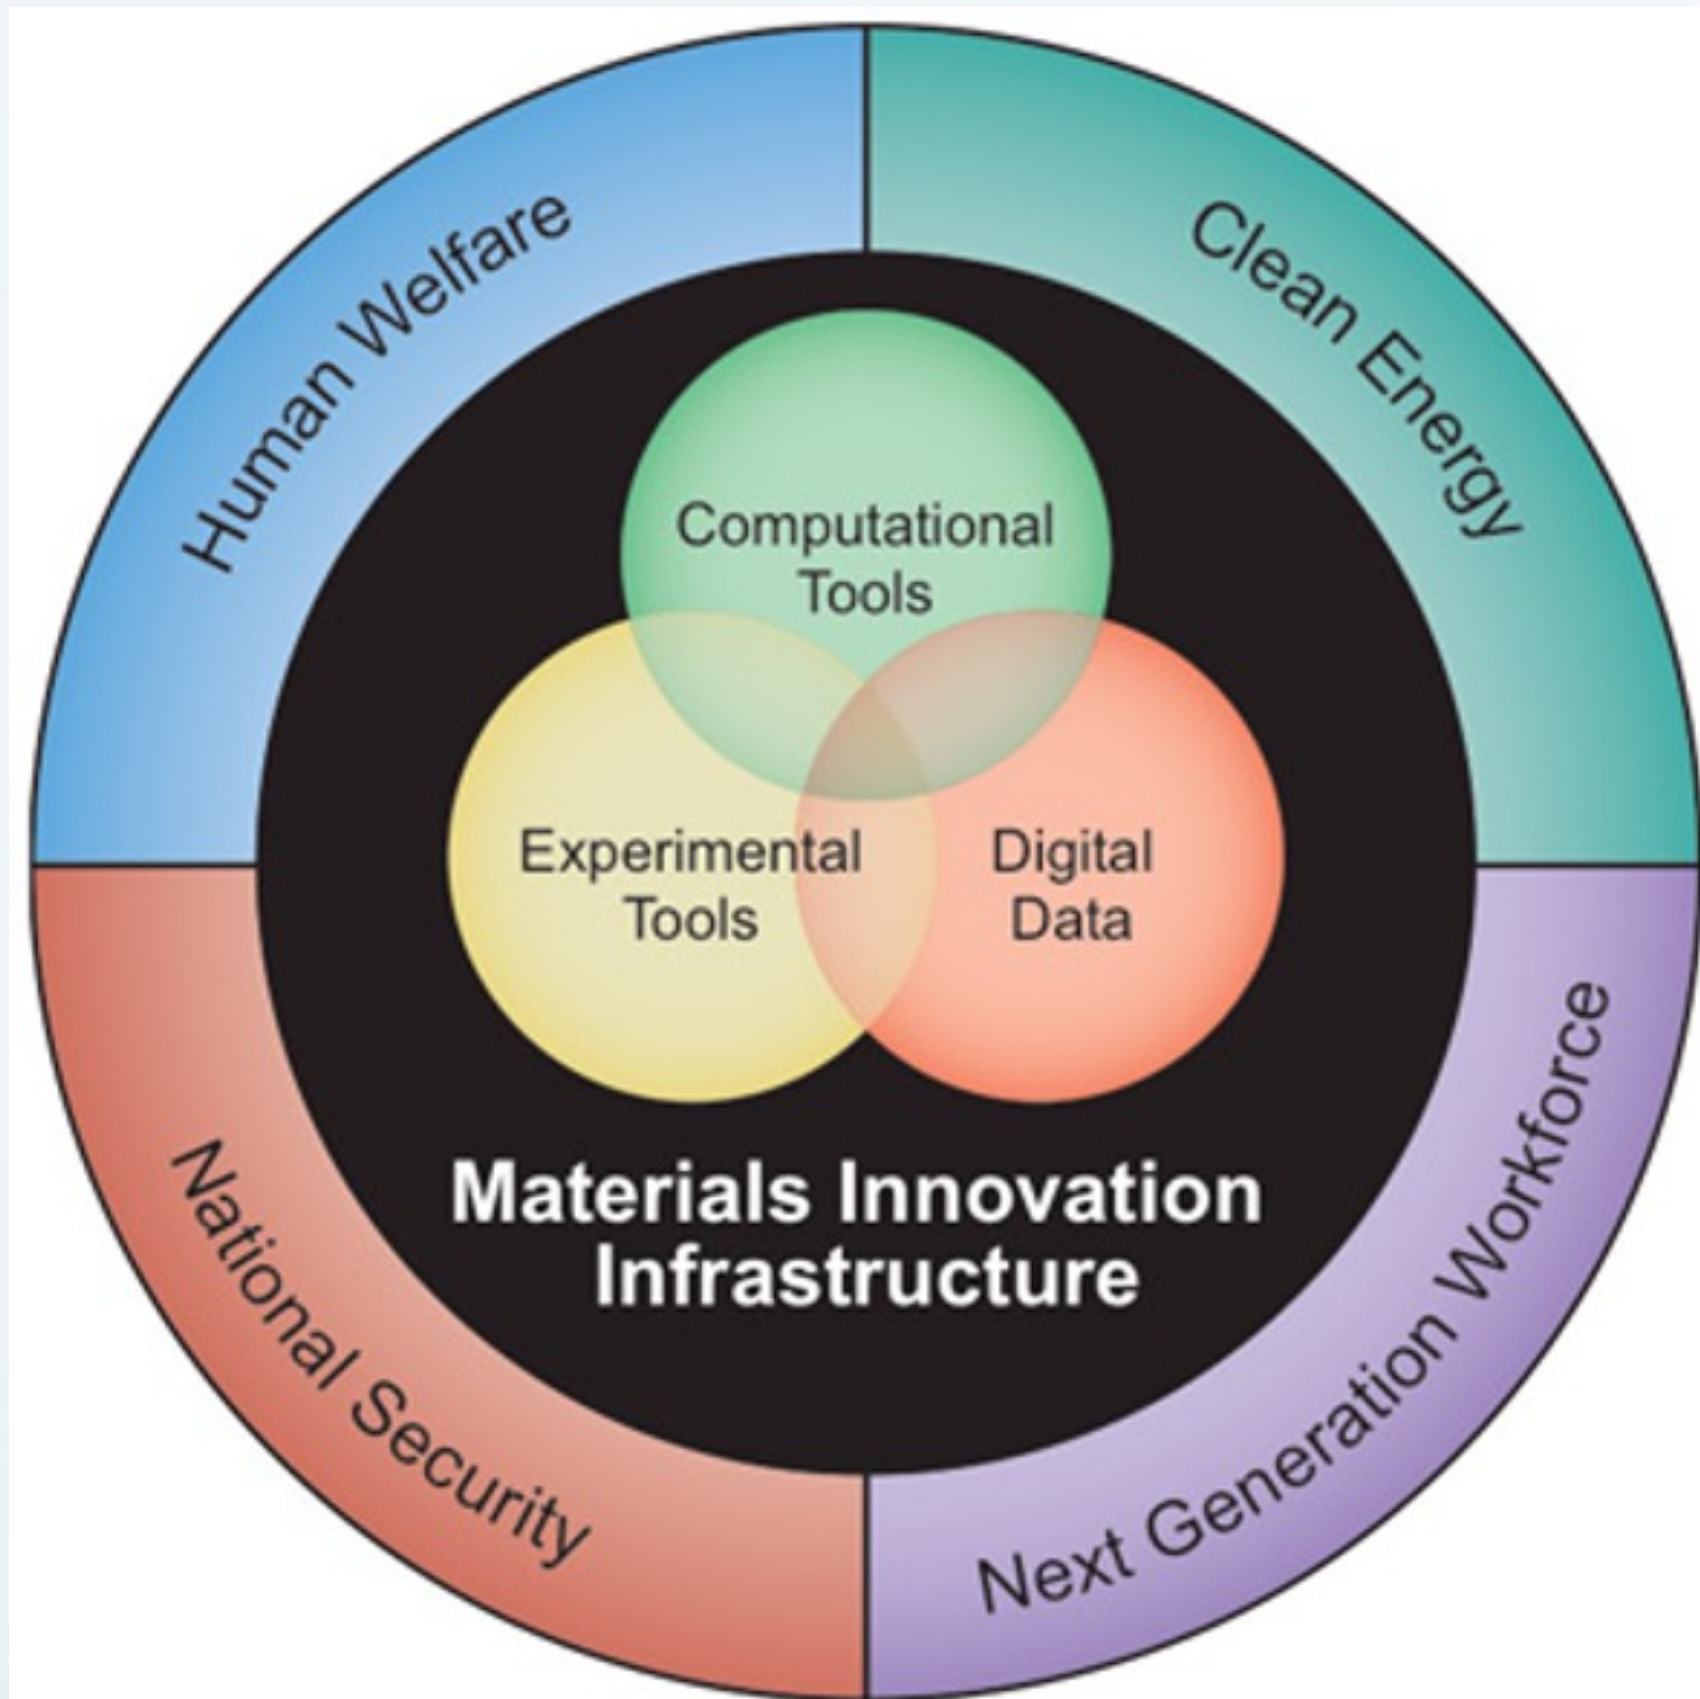 Human Welfare
Clean Energy
Computational
Tools
Experimental
Tools
Digital
Data
Materials Innovation
Infrastructure
National Security
Next Generation Workforce